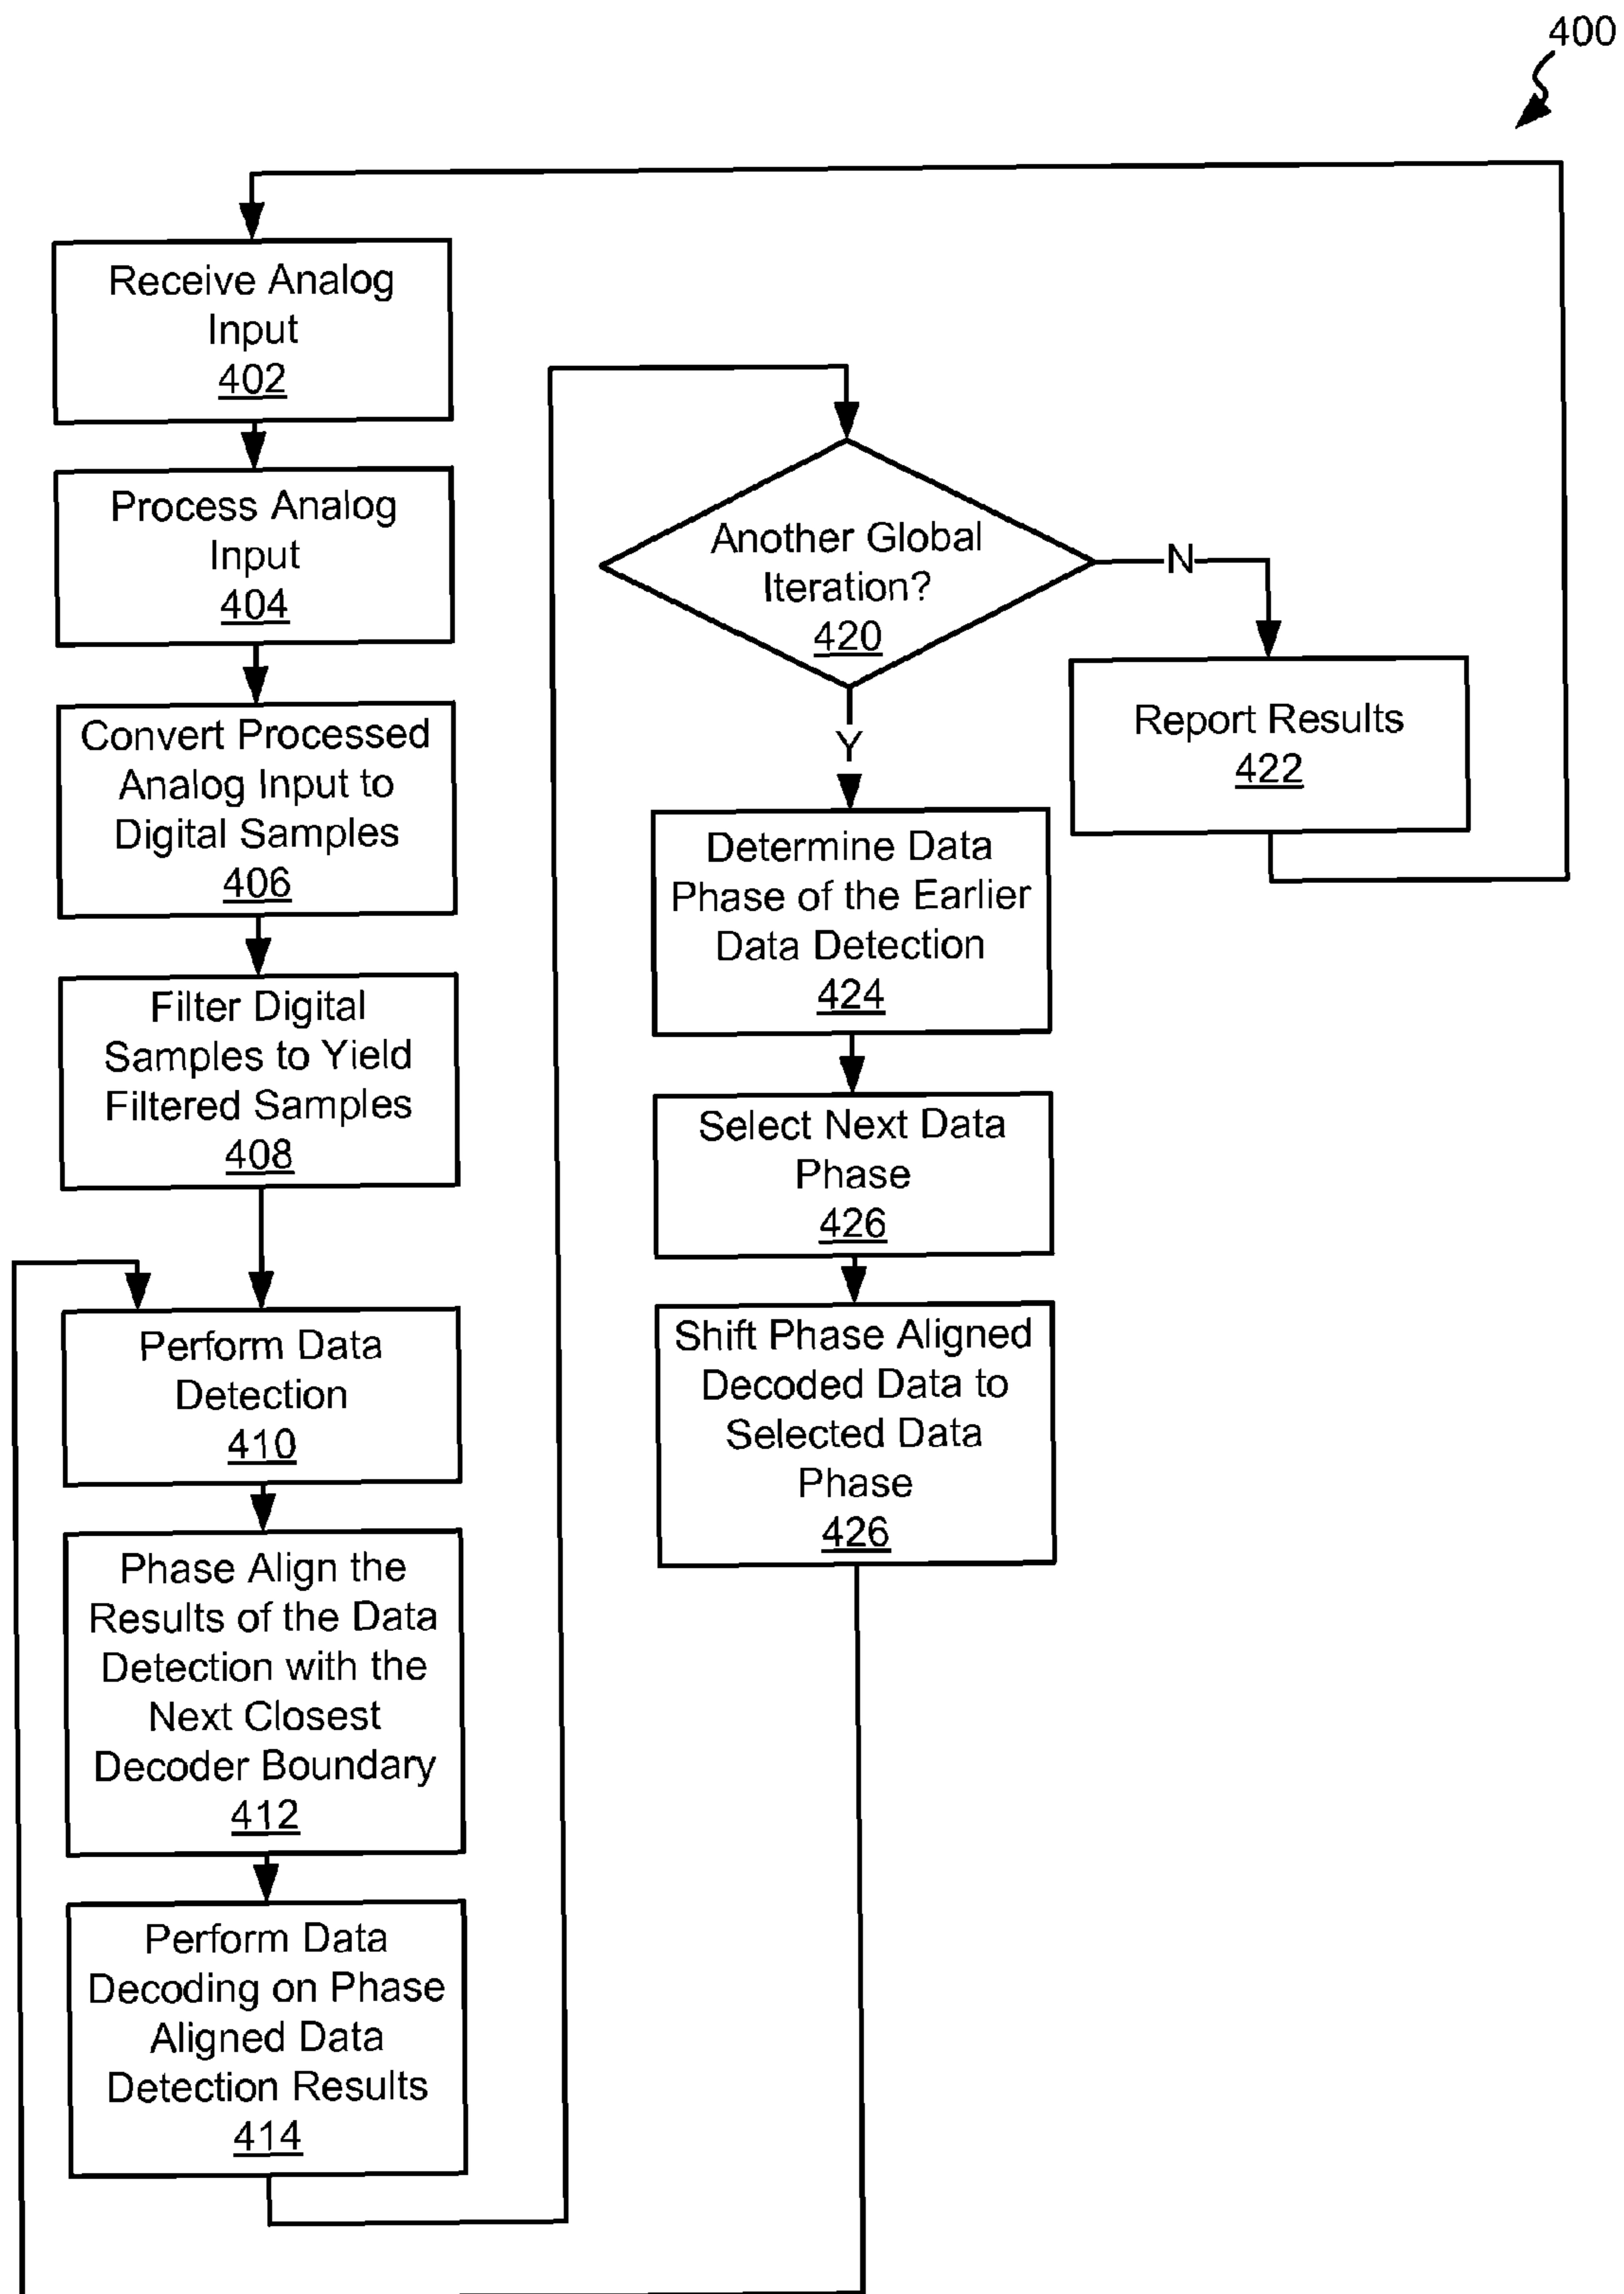 400
Receive Analog
Input
402
Process Analog
Input
404
Convert Processed
Analog Input to
Digital Samples
406
Filter Digital
Samples to Yield
Filtered Samples
408
Perform Data
Detection
410
Phase Align the
Results of the Data
Detection with the
Next Closest
Decoder Boundary
412
Perform Data
Decoding on Phase
Aligned Data
Detection Results
414
Another Global
Iteration?
420
N
Y
Report Results
422
Determine Data
Phase of the Earlier
Data Detection
424
Select Next Data
Phase
426
Shift Phase Aligned
Decoded Data to
Selected Data
Phase
426